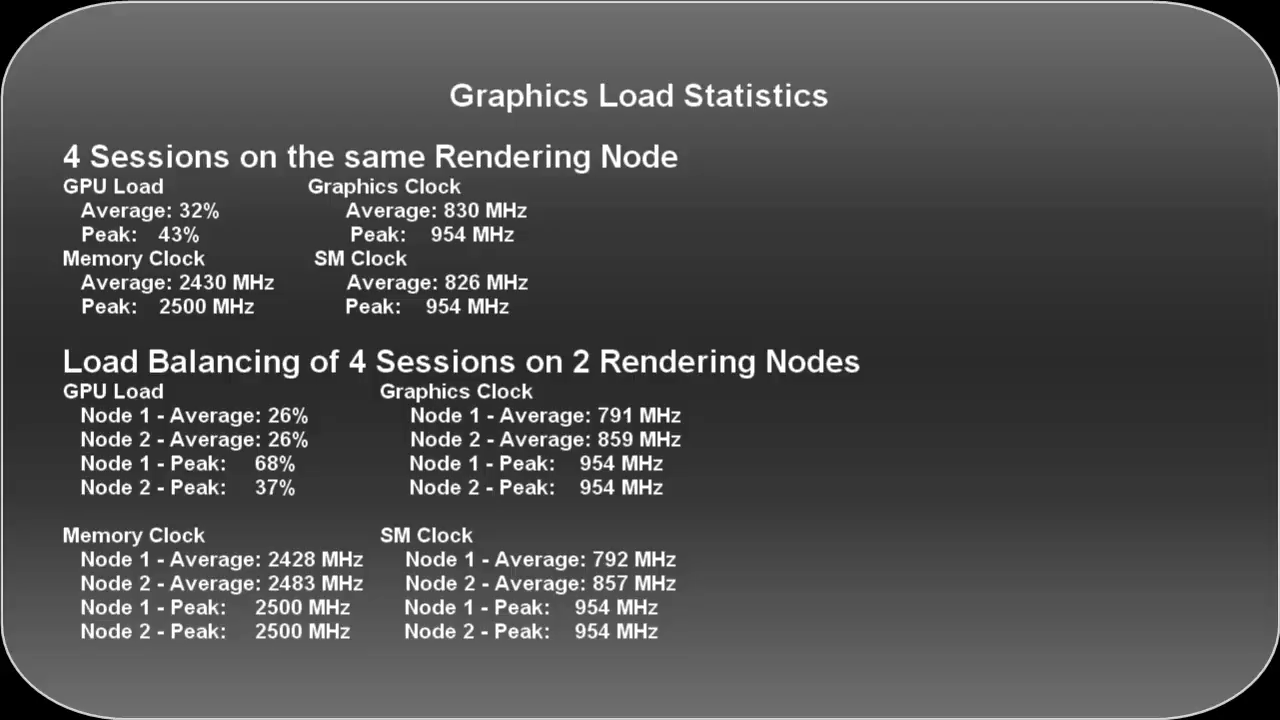 Graphics Load Statistics
4 Sessions on the same Rendering Node
GPU Load Graphics Clock
Average: 32% Average: 830 MHz
Peak: 43% Peak: 954 MHz
Memory Clock SM Clock
Average: 2430 MHz Average: 826 MHz
Peak: 2500 MHz Peak: 954 MHz
Load Balancing of 4 Sessions on 2 Rendering Nodes
GPU Load Graphics Clock
Node 1 - Average: 26% Node 1 - Average: 791 MHz
Node 2 - Average: 26% Node 2 - Average: 859 MHz
Node 1 - Peak: 68% Node 1 - Peak: 954 MHz
Node 2 - Peak: 37% Node 2 - Peak: 954 MHz
Memory Clock SM Clock
Node 1 - Average: 2428 MHz Node 1 - Average: 792 MHz
Node 2 - Average: 2483 MHz Node 2 - Average: 857 MHz
Node 1 - Peak: 2500 MHz Node 1 - Peak: 954 MHz
Node 2 - Peak: 2500 MHz Node 2 - Peak: 954 MHz